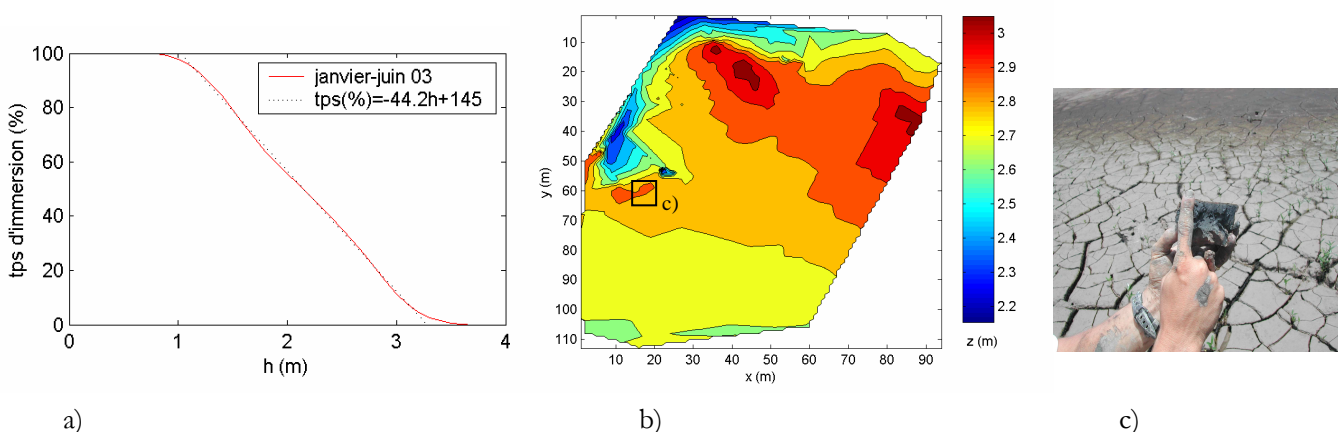 100
80
60
40
20
0
tps d'immersion (%)
janvier-juin 03
tps(%)=-44.2h+145
0 1 2 3 4
h (m)
a)
10
20
30
40
50
60
70
80
90
100
110
y (m)
c)
10 20 30 40 50 60 70 80 90
x (m)
3
2.9
2.8
2.7
2.6
2.5
2.4
2.3
2.2
z (m)
b)
c)